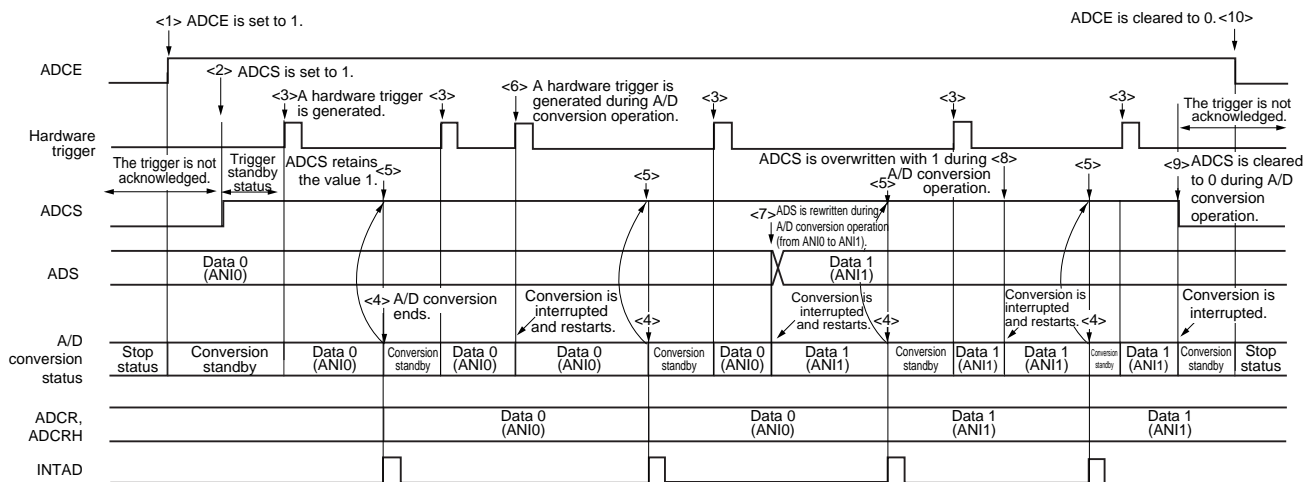 <1> ADCE is set to 1.
ADCE is cleared to 0. <10>
ADCE
<2> ADCS is set to 1.
<3> A hardware trigger
is generated.
<3>
<6> A hardware trigger is
generated during A/D
conversion operation.
<3>
<3>
<3>
The trigger is not
acknowledged.
Hardware
trigger
The trigger is not
acknowledged.
Trigger
standby
status
ADCS retains
the value 1.
<5>
<5>
ADCS is overwritten with 1 during
A/D conversion
operation.
<8>
<5>
<5>
<9> ADCS is cleared
to 0 during A/D
conversion
operation.
ADCS
<7> ADS is rewritten during
A/D conversion operation
(from ANI0 to ANI1).
ADS
Data 0
(ANI0)
Data 1
(ANI1)
<4> A/D conversion
ends.
Conversion is
interrupted
and restarts.
<4>
Conversion is
interrupted
and restarts.
<4>
Conversion is
interrupted
and restarts.
<4>
Conversion is
interrupted.
A/D
conversion
status
Stop
status
Conversion
standby
Data 0
(ANI0)
Conversion
standby
Data 0
(ANI0)
Data 0
(ANI0)
Conversion
standby
Data 0
(ANI0)
Data 1
(ANI1)
Conversion
standby
Data 1
(ANI1)
Data 1
(ANI1)
Conversion
standby
Data 1
(ANI1)
Conversion
standby
Stop
status
ADCR,
ADCRH
Data 0
(ANI0)
Data 0
(ANI0)
Data 1
(ANI1)
Data 1
(ANI1)
INTAD